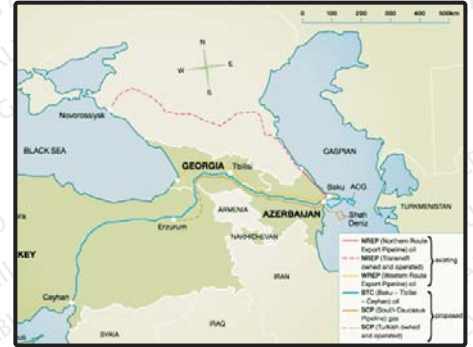 0 100 200 300 400 500km
N
W E
S
Novorossiysk
BLACK SEA
CASPIAN
GEORGIA Tbilisi
Baku ACG
ARMENIA
AZERBAIJAN
Shah
Deniz
TURKMENISTAN
Erzurum
NAKHICHEVAN
KEY
IRAN
Ceyhan
SYRIA
IRAQ
NREP (Northern Route
Export Pipeline) oil
NREP (Transneft
owned and operated)
WREP (Western Route
Export Pipeline) oil
existing
BTC (Baku – Tbilisi
– Ceyhan) oil
SCP (South Caucasus
Pipeline) gas
SCP (Turkish owned
and operated)
proposed